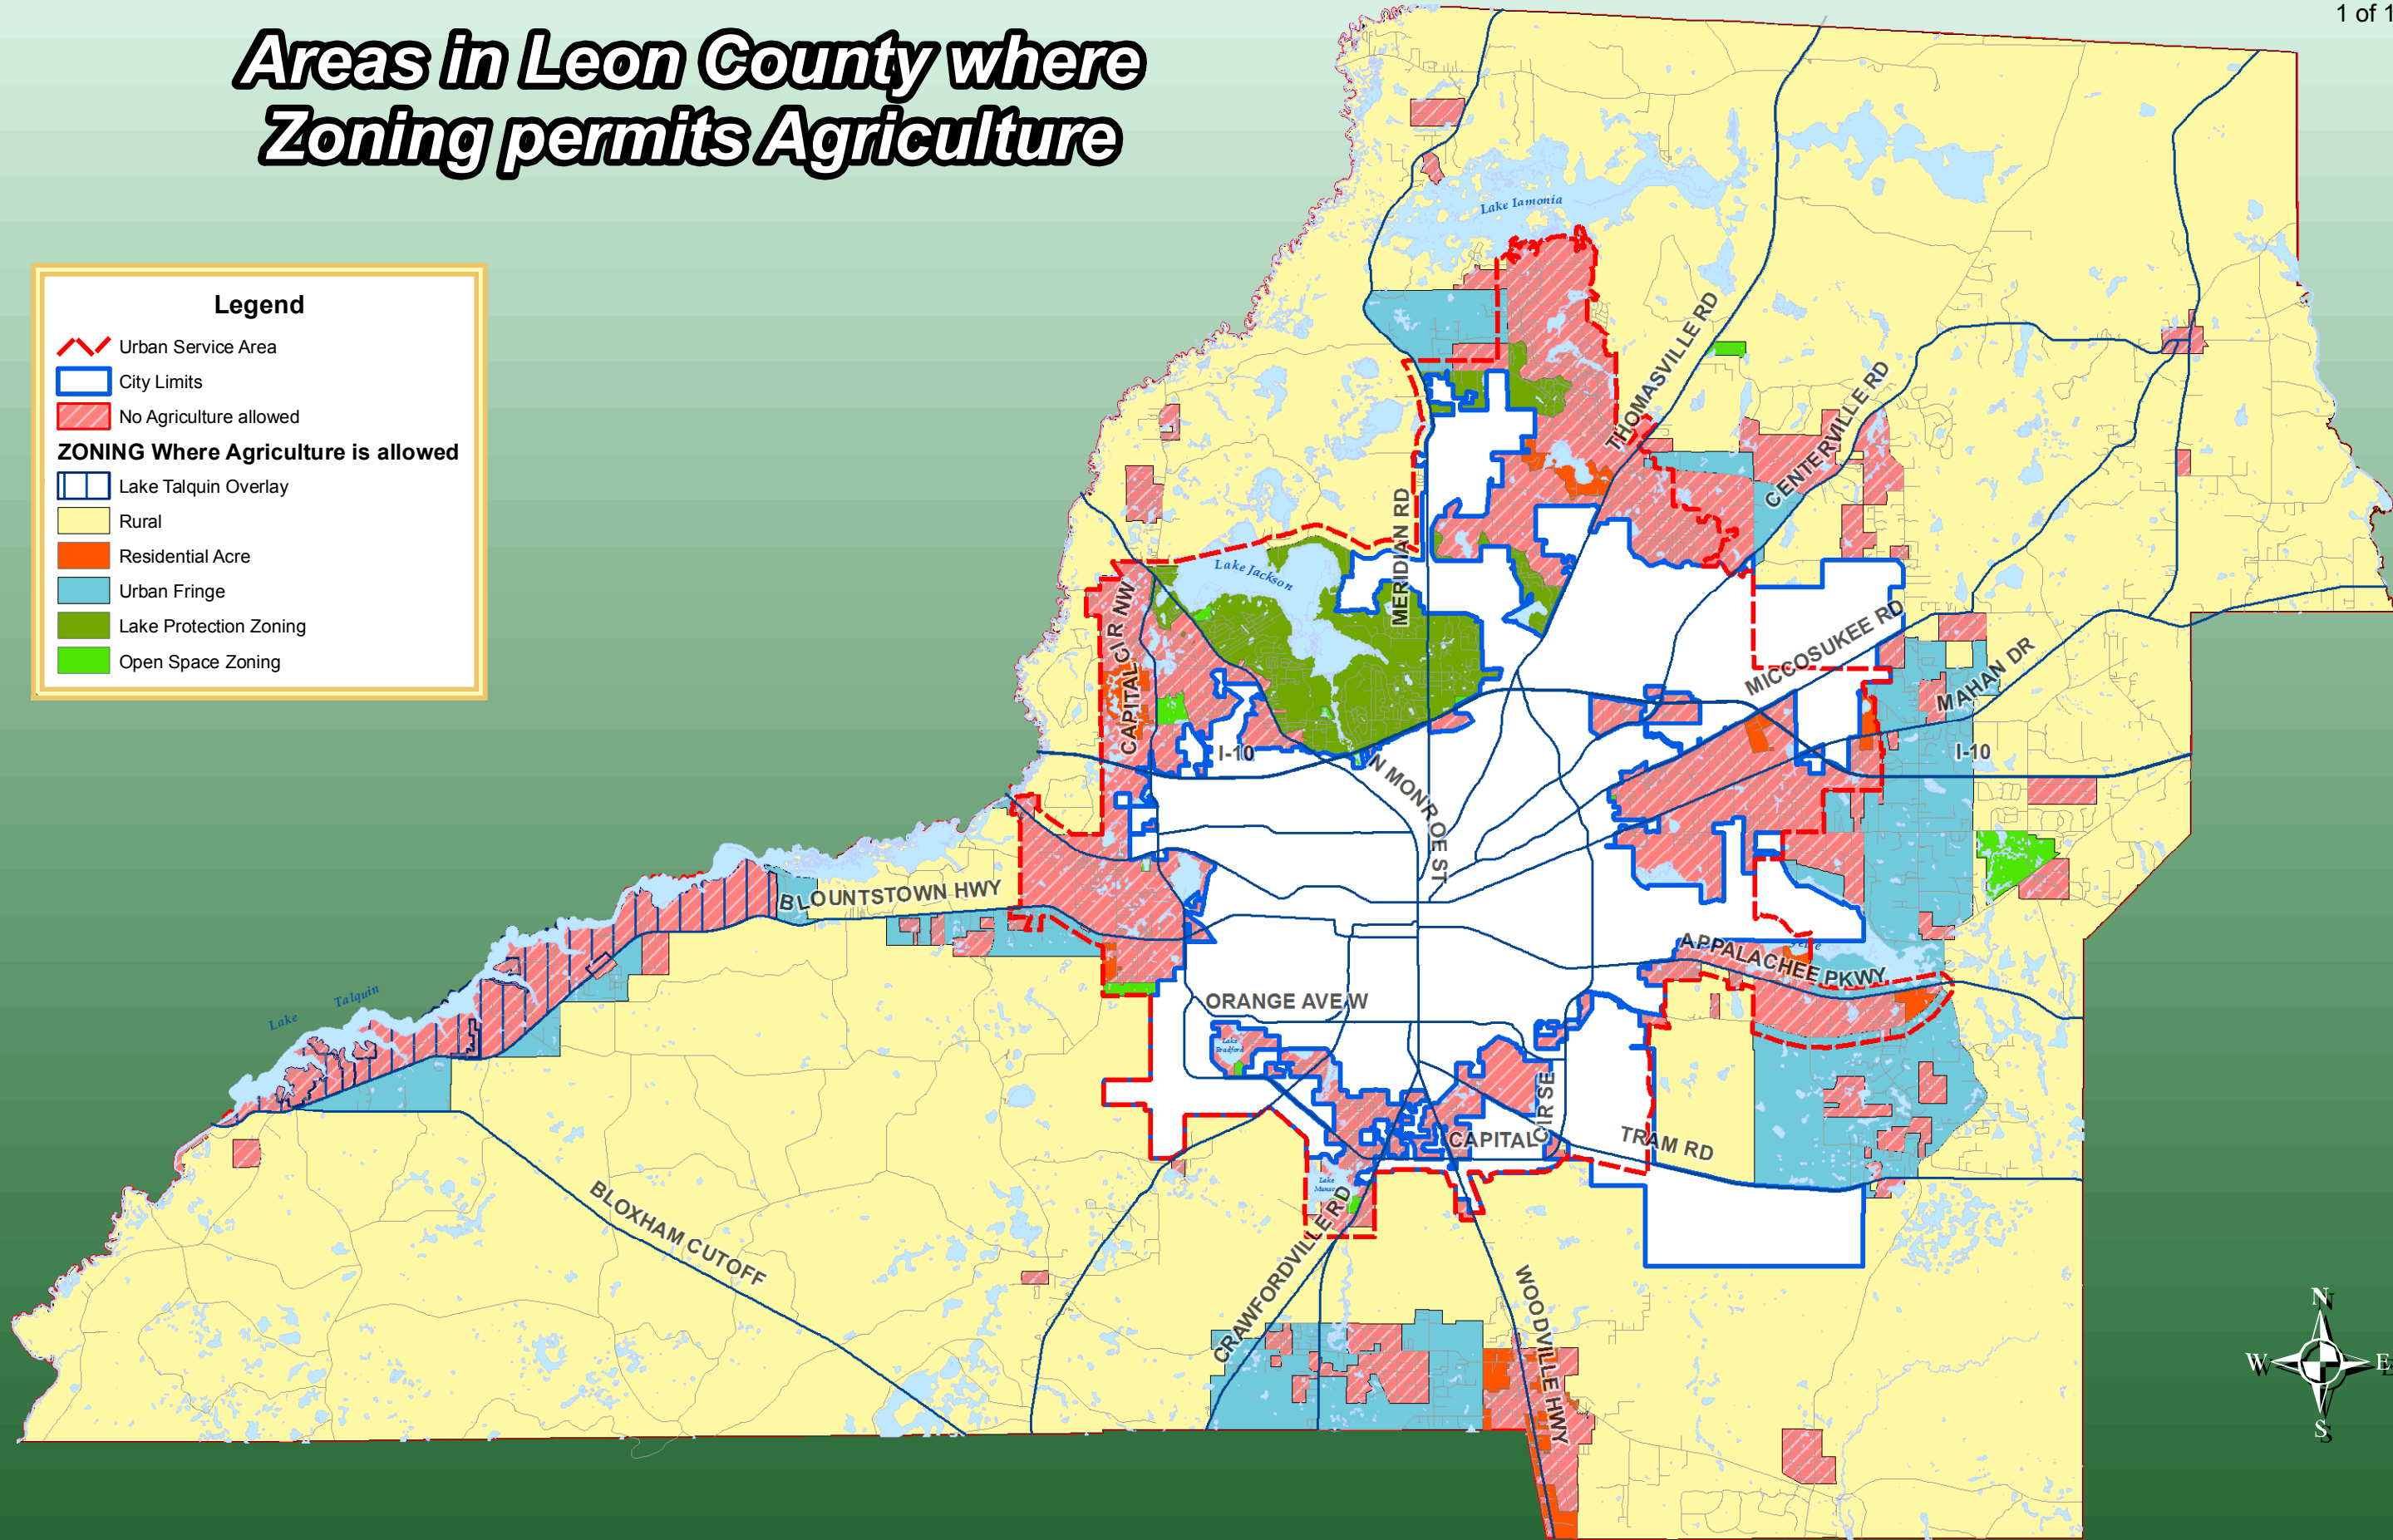 1 of 1
Areas in Leon County where
Zoning permits Agriculture
Legend
Urban Service Area
City Limits
No Agriculture allowed
ZONING Where Agriculture is allowed
Lake Talquin Overlay
Rural
Residential Acre
Urban Fringe
Lake Protection Zoning
Open Space Zoning
Lake Iamonia
THOMASVILLE RD
CENTERVILLE RD
MERIDIAN RD
Lake Jackson
CAPITAL CIR NW
MICCOSUKEE RD
MAHAN DR
I-10
I-10
N MONROE ST
BLOUNTSTOWN HWY
APPALACHEE PKWY
Lake Talquin
ORANGE AVE W
Lake
Bradford
CAPITAL CIR SE
TRAM RD
Lake
BLOXHAM CUTOFF
CRAWFORDVILLE RD
WOODVILLE HWY
N
W
E
S